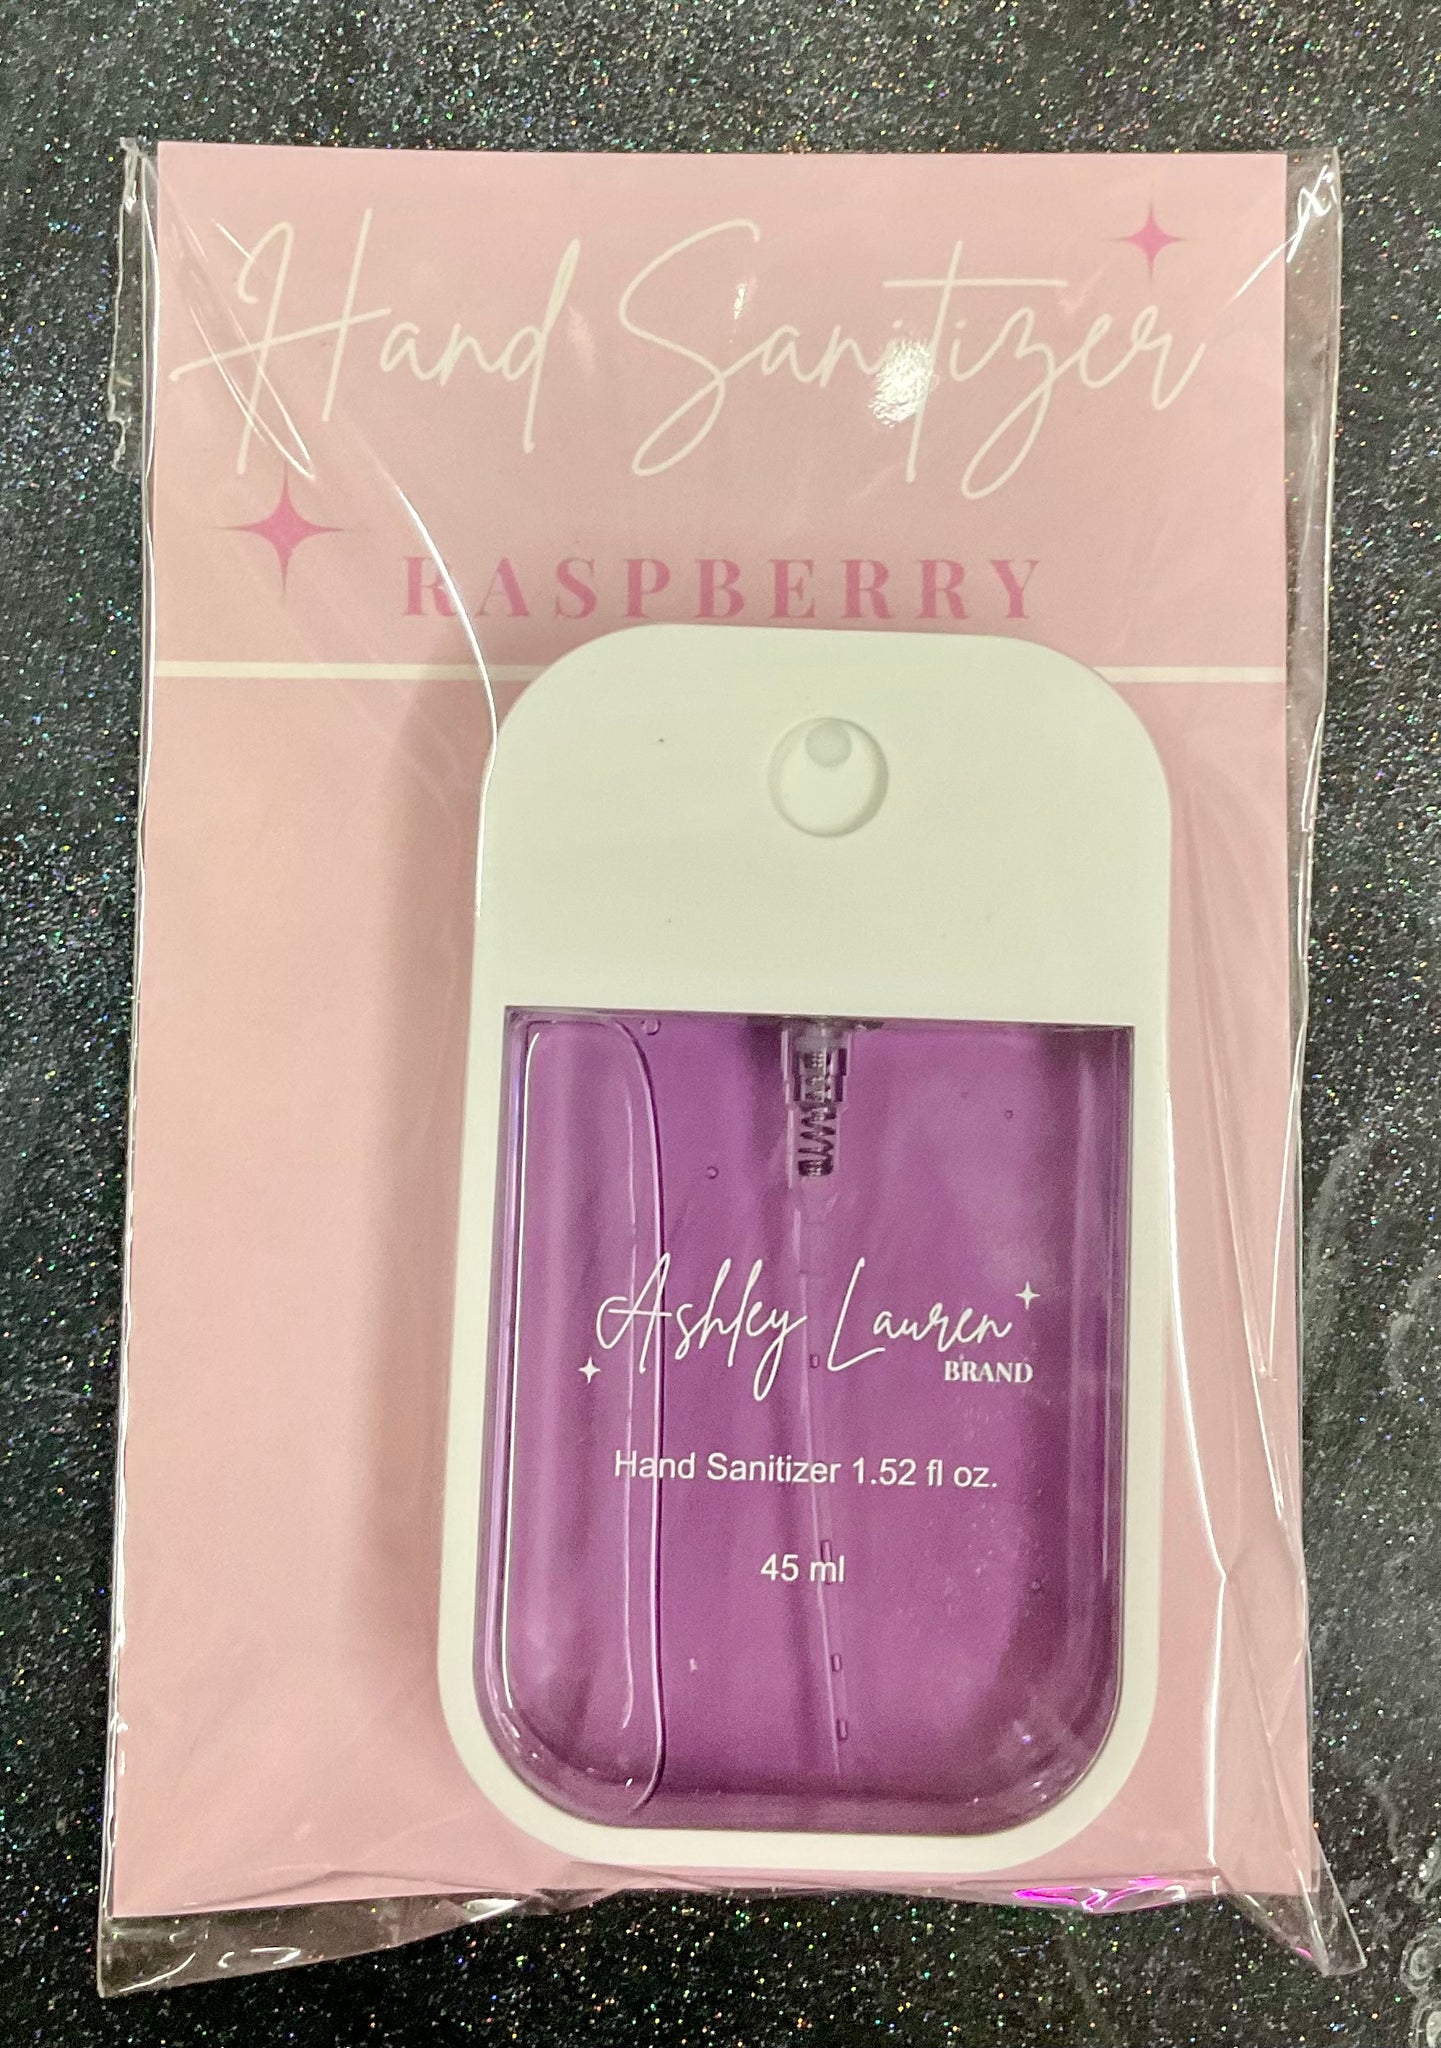 Hand Sanitizer
RASPBERRY
Ashley Lauren
BRAND
Hand Sanitizer 1.52 fl oz.
45 ml